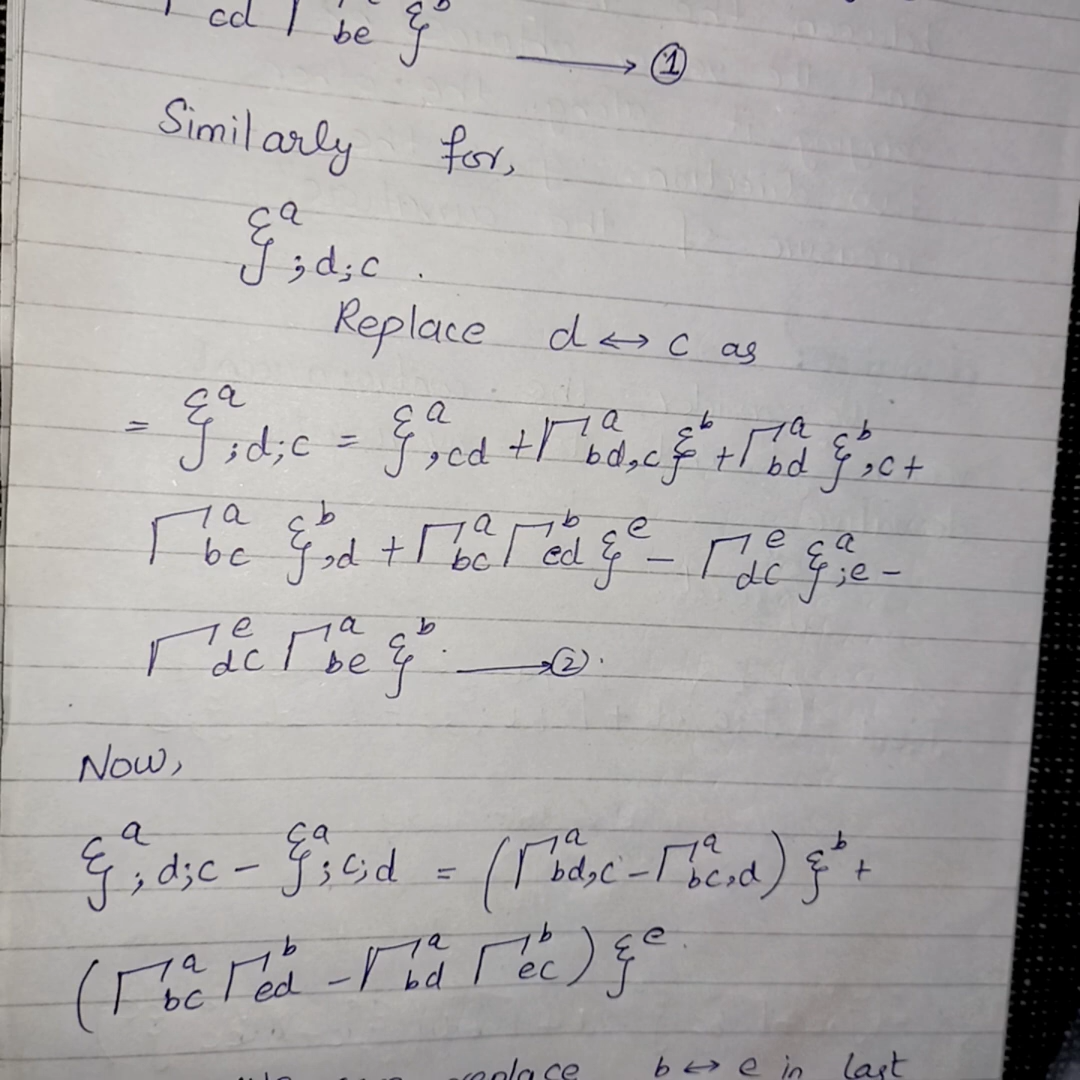 Γ^e_cd Γ^a_be ξ^b ⟶ ①
Similarly for,
ξ^a_;d;c .
Replace d ↔ c as
= ξ^a_;d;c = ξ^a_,cd + Γ^a_bd,c ξ^b + Γ^a_bd ξ^b_,c +
Γ^a_bc ξ^b_,d + Γ^a_bc Γ^b_ed ξ^e − Γ^e_dc ξ^a_;e −
Γ^e_dc Γ^a_be ξ^b. ⟶ ②.
Now,
ξ^a_;d;c − ξ^a_;c;d = (Γ^a_bd,c − Γ^a_bc,d) ξ^b +
(Γ^a_bc Γ^b_ed − Γ^a_bd Γ^b_ec) ξ^e.
replace b ↔ e in last